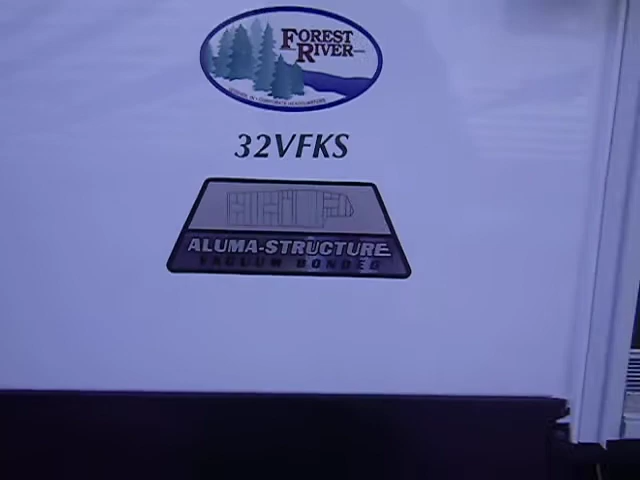 FOREST
RIVER
32VFKS
ALUMA-STRUCTURE
VACUUM BONDED